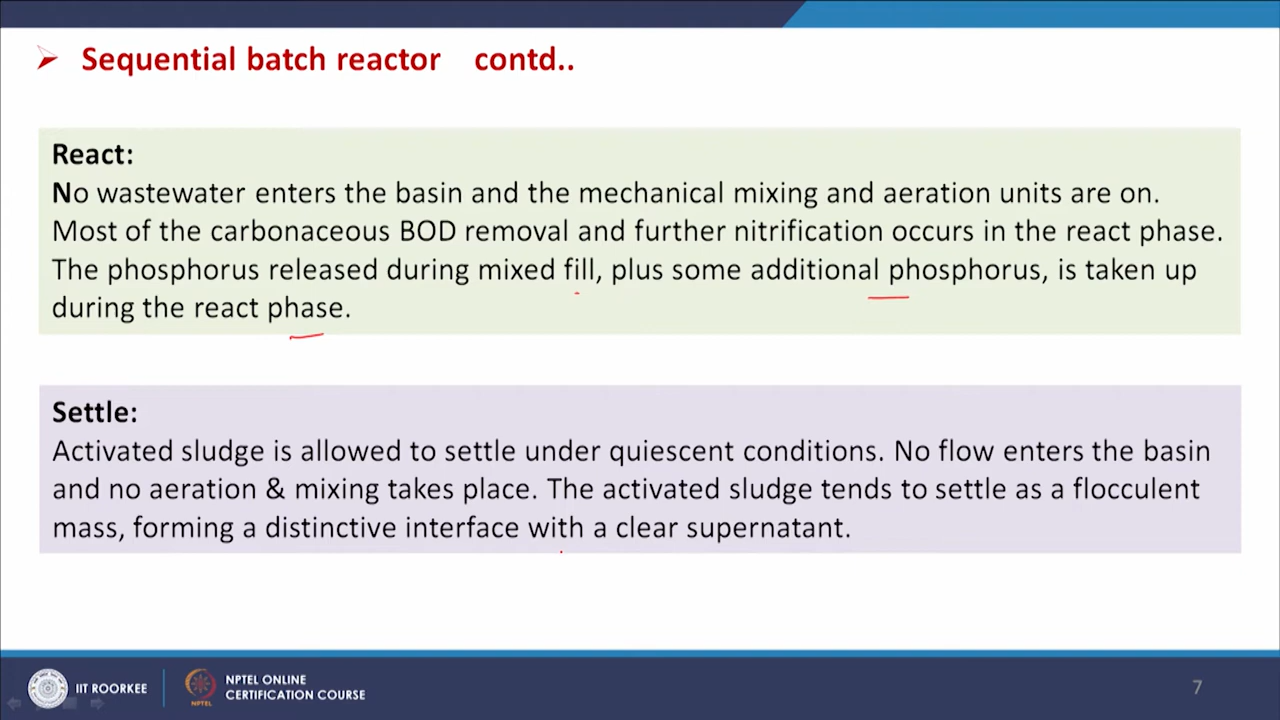 Sequential batch reactor contd..
React:
No wastewater enters the basin and the mechanical mixing and aeration units are on.
Most of the carbonaceous BOD removal and further nitrification occurs in the react phase.
The phosphorus released during mixed fill, plus some additional phosphorus, is taken up
during the react phase.
Settle:
Activated sludge is allowed to settle under quiescent conditions. No flow enters the basin
and no aeration & mixing takes place. The activated sludge tends to settle as a flocculent
mass, forming a distinctive interface with a clear supernatant.
IIT ROORKEE
NPTEL ONLINE
CERTIFICATION COURSE
7